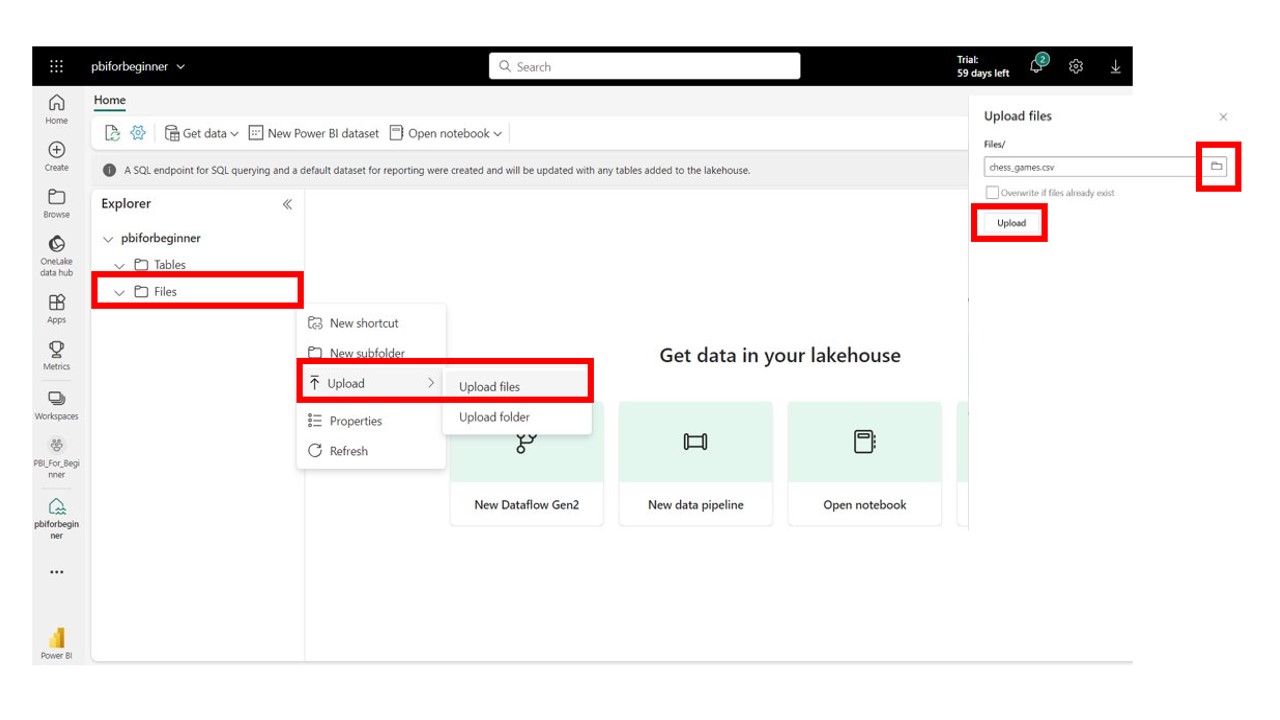 pbiforbeginner
Search
Trial:
59 days left
2
Home
Create
Browse
OneLake
data hub
Apps
Metrics
Workspaces
PBI_For_Begi
nner
pbiforbegin
ner
Power BI
Home
Get data
New Power BI dataset
Open notebook
A SQL endpoint for SQL querying and a default dataset for reporting were created and will be updated with any tables added to the lakehouse.
Explorer
pbiforbeginner
Tables
Files
New shortcut
New subfolder
Upload
Properties
Refresh
Upload files
Upload folder
Get data in your lakehouse
New Dataflow Gen2
New data pipeline
Open notebook
Upload files
Files/
chess_games.csv
Overwrite if files already exist
Upload